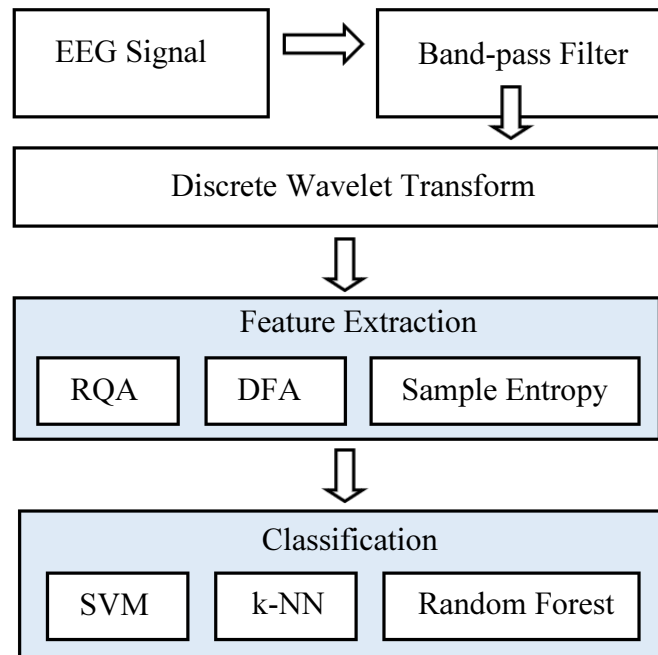 EEG Signal
Band-pass Filter
Discrete Wavelet Transform
Feature Extraction
RQA
DFA
Sample Entropy
Classification
SVM
k-NN
Random Forest